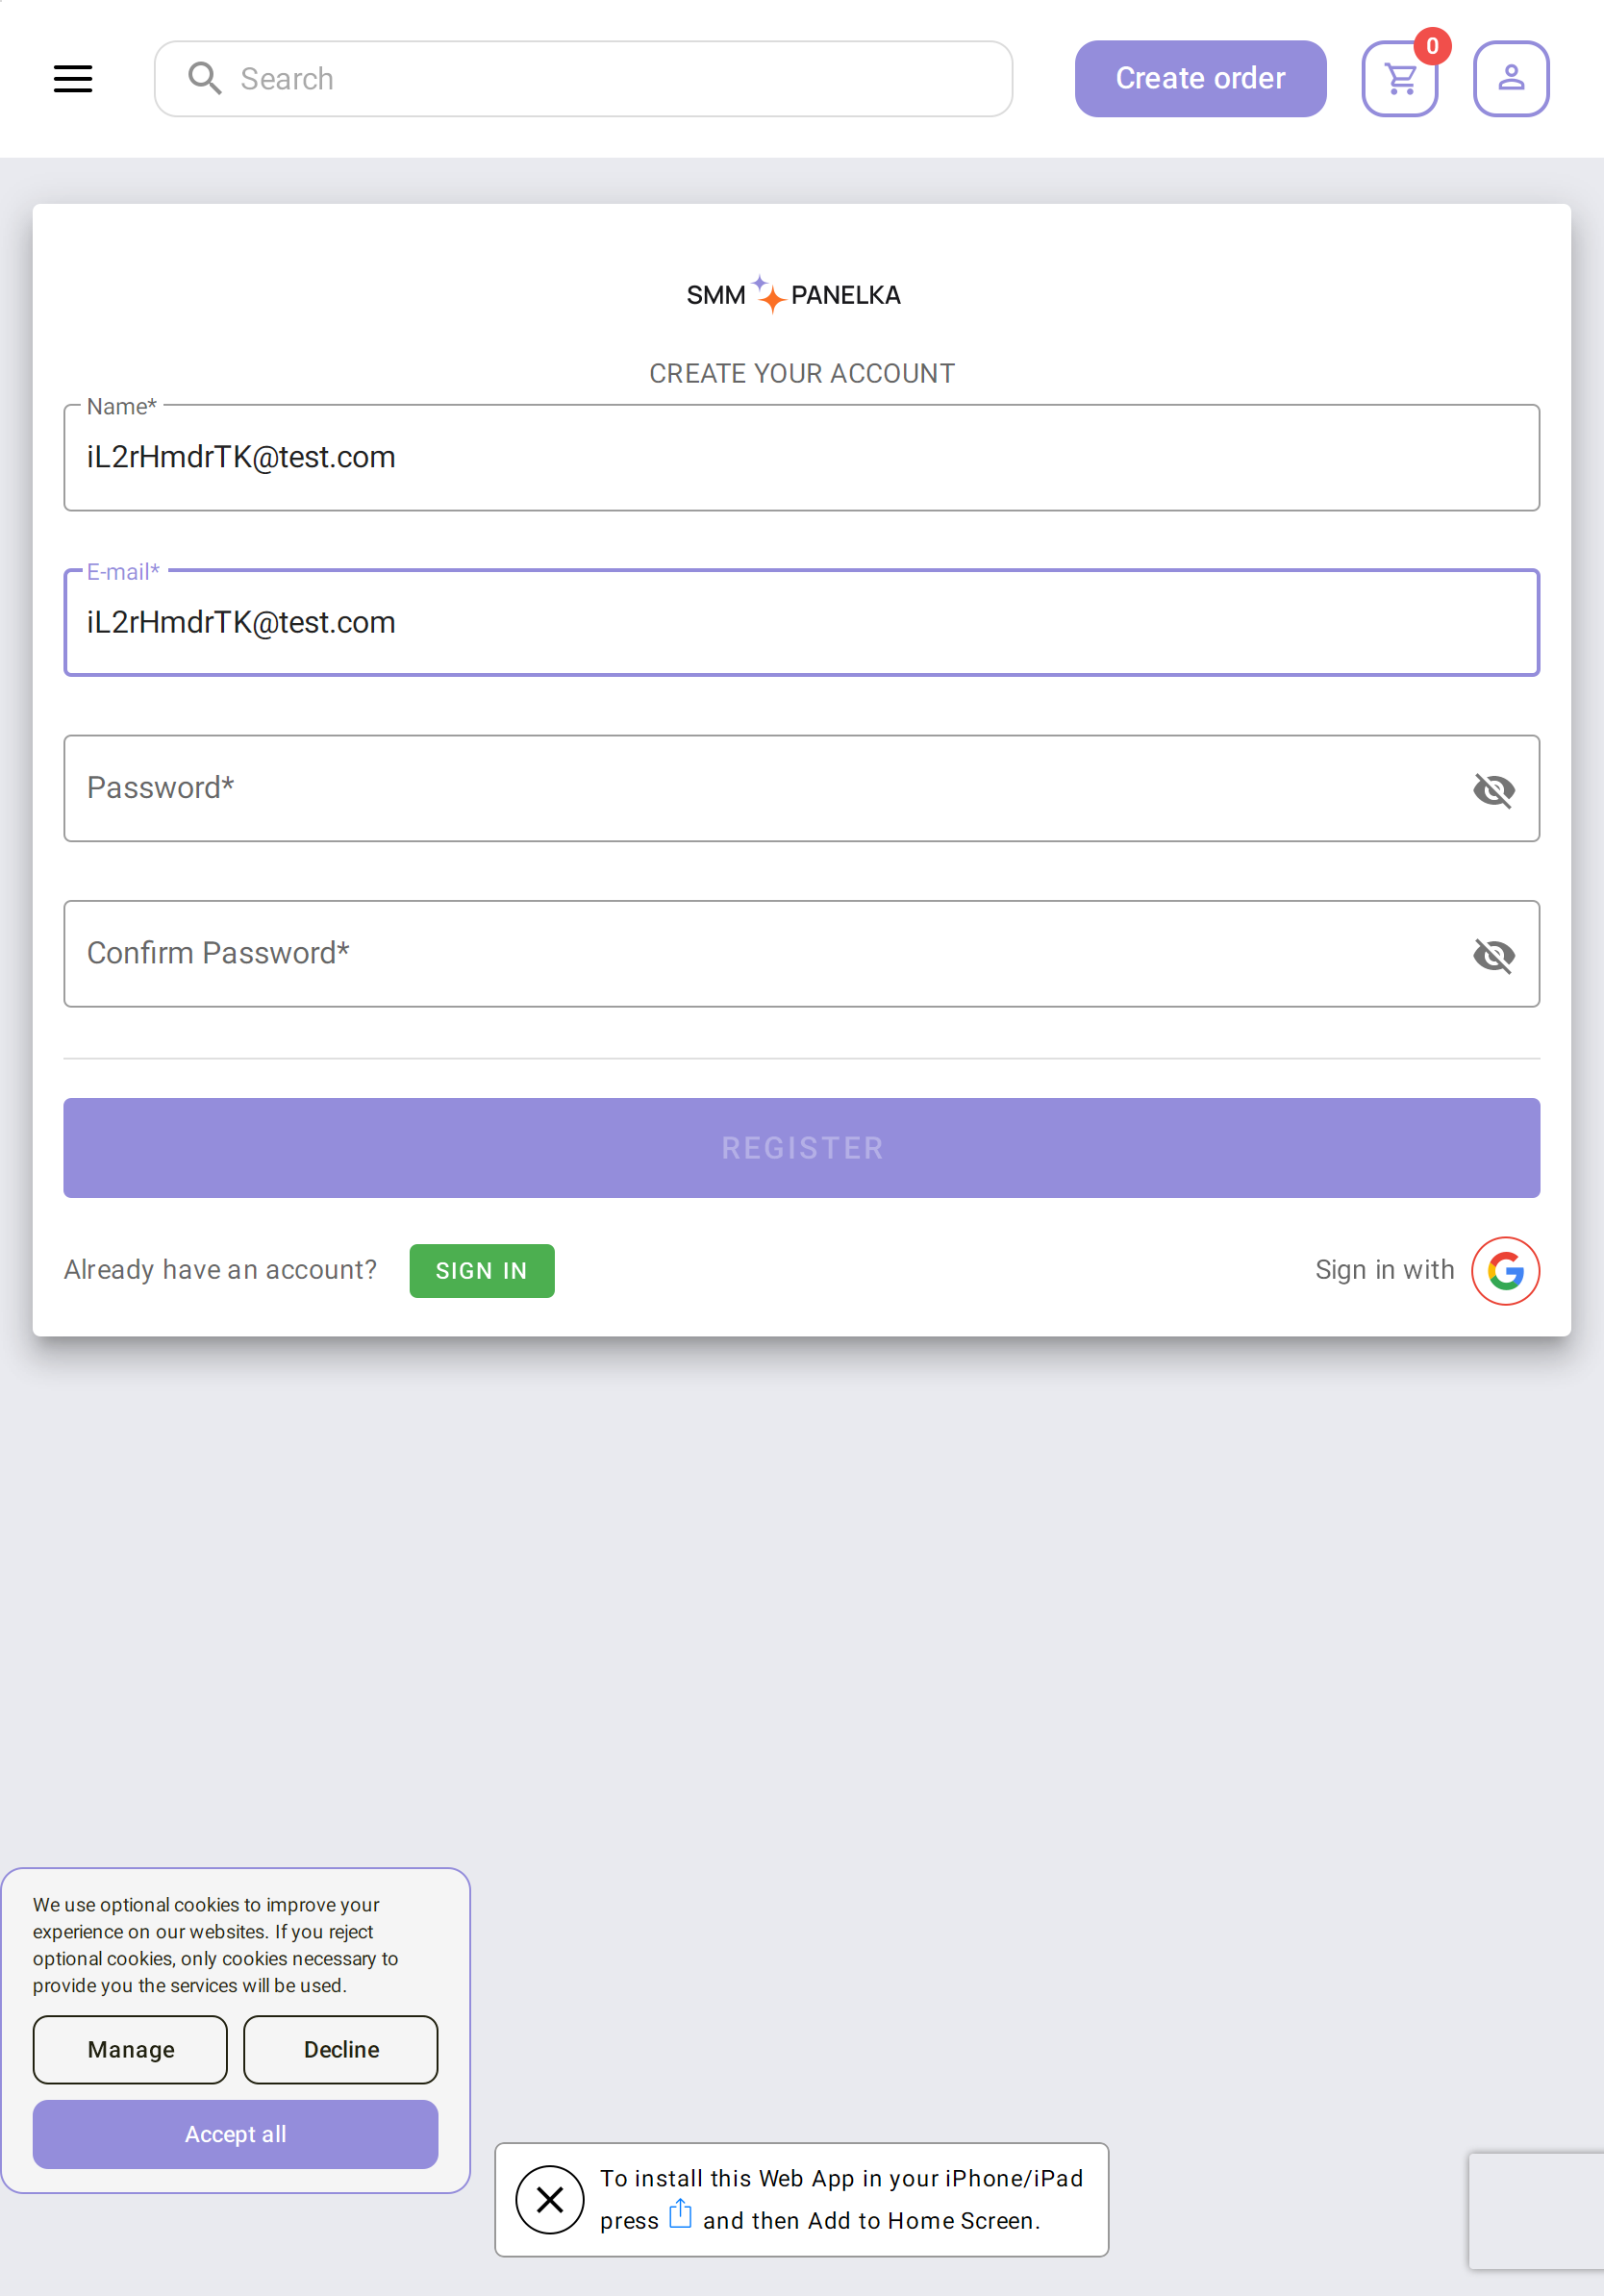 Search
Create order
0
SMM PANELKA
CREATE YOUR ACCOUNT
Name*
iL2rHmdrTK@test.com
E-mail*
iL2rHmdrTK@test.com
Password*
Confirm Password*
REGISTER
Already have an account?
SIGN IN
Sign in with
We use optional cookies to improve your
experience on our websites. If you reject
optional cookies, only cookies necessary to
provide you the services will be used.
Manage
Decline
Accept all
To install this Web App in your iPhone/iPad
press and then Add to Home Screen.